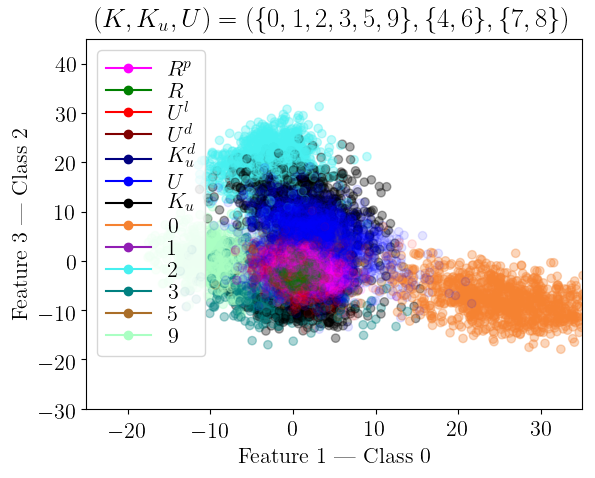 (K, K_u, U) = ({0, 1, 2, 3, 5, 9}, {4, 6}, {7, 8})
Feature 3 — Class 2
40
30
20
10
0
−10
−20
−30
R^p
R
U^l
U^d
K_u^d
U
K_u
0
1
2
3
5
9
−20 −10 0 10 20 30
Feature 1 — Class 0